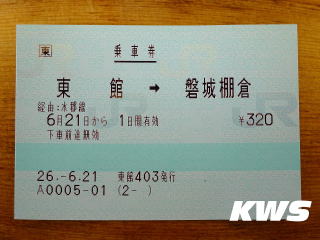 東
乗車券
東 館 → 磐城棚倉
経由:水郡線
6月21日から 1日間有効 ¥320
下車前途無効
26.-6.21 東館403発行
A0005-01 (2- )
KWS